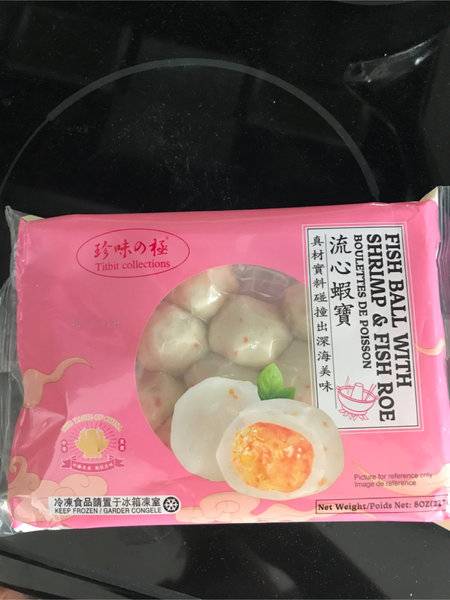 珍味の極
Titbit collections
FISH BALL WITH
SHRIMP & FISH ROE
BOULETTES DE POISSON
流心蝦寶
真材實料碰撞出深海美味
Picture for reference only
Image de référence
冷凍食品請置于冰箱凍室
KEEP FROZEN / GARDER CONGELE
Net Weight/Poids Net: 8OZ